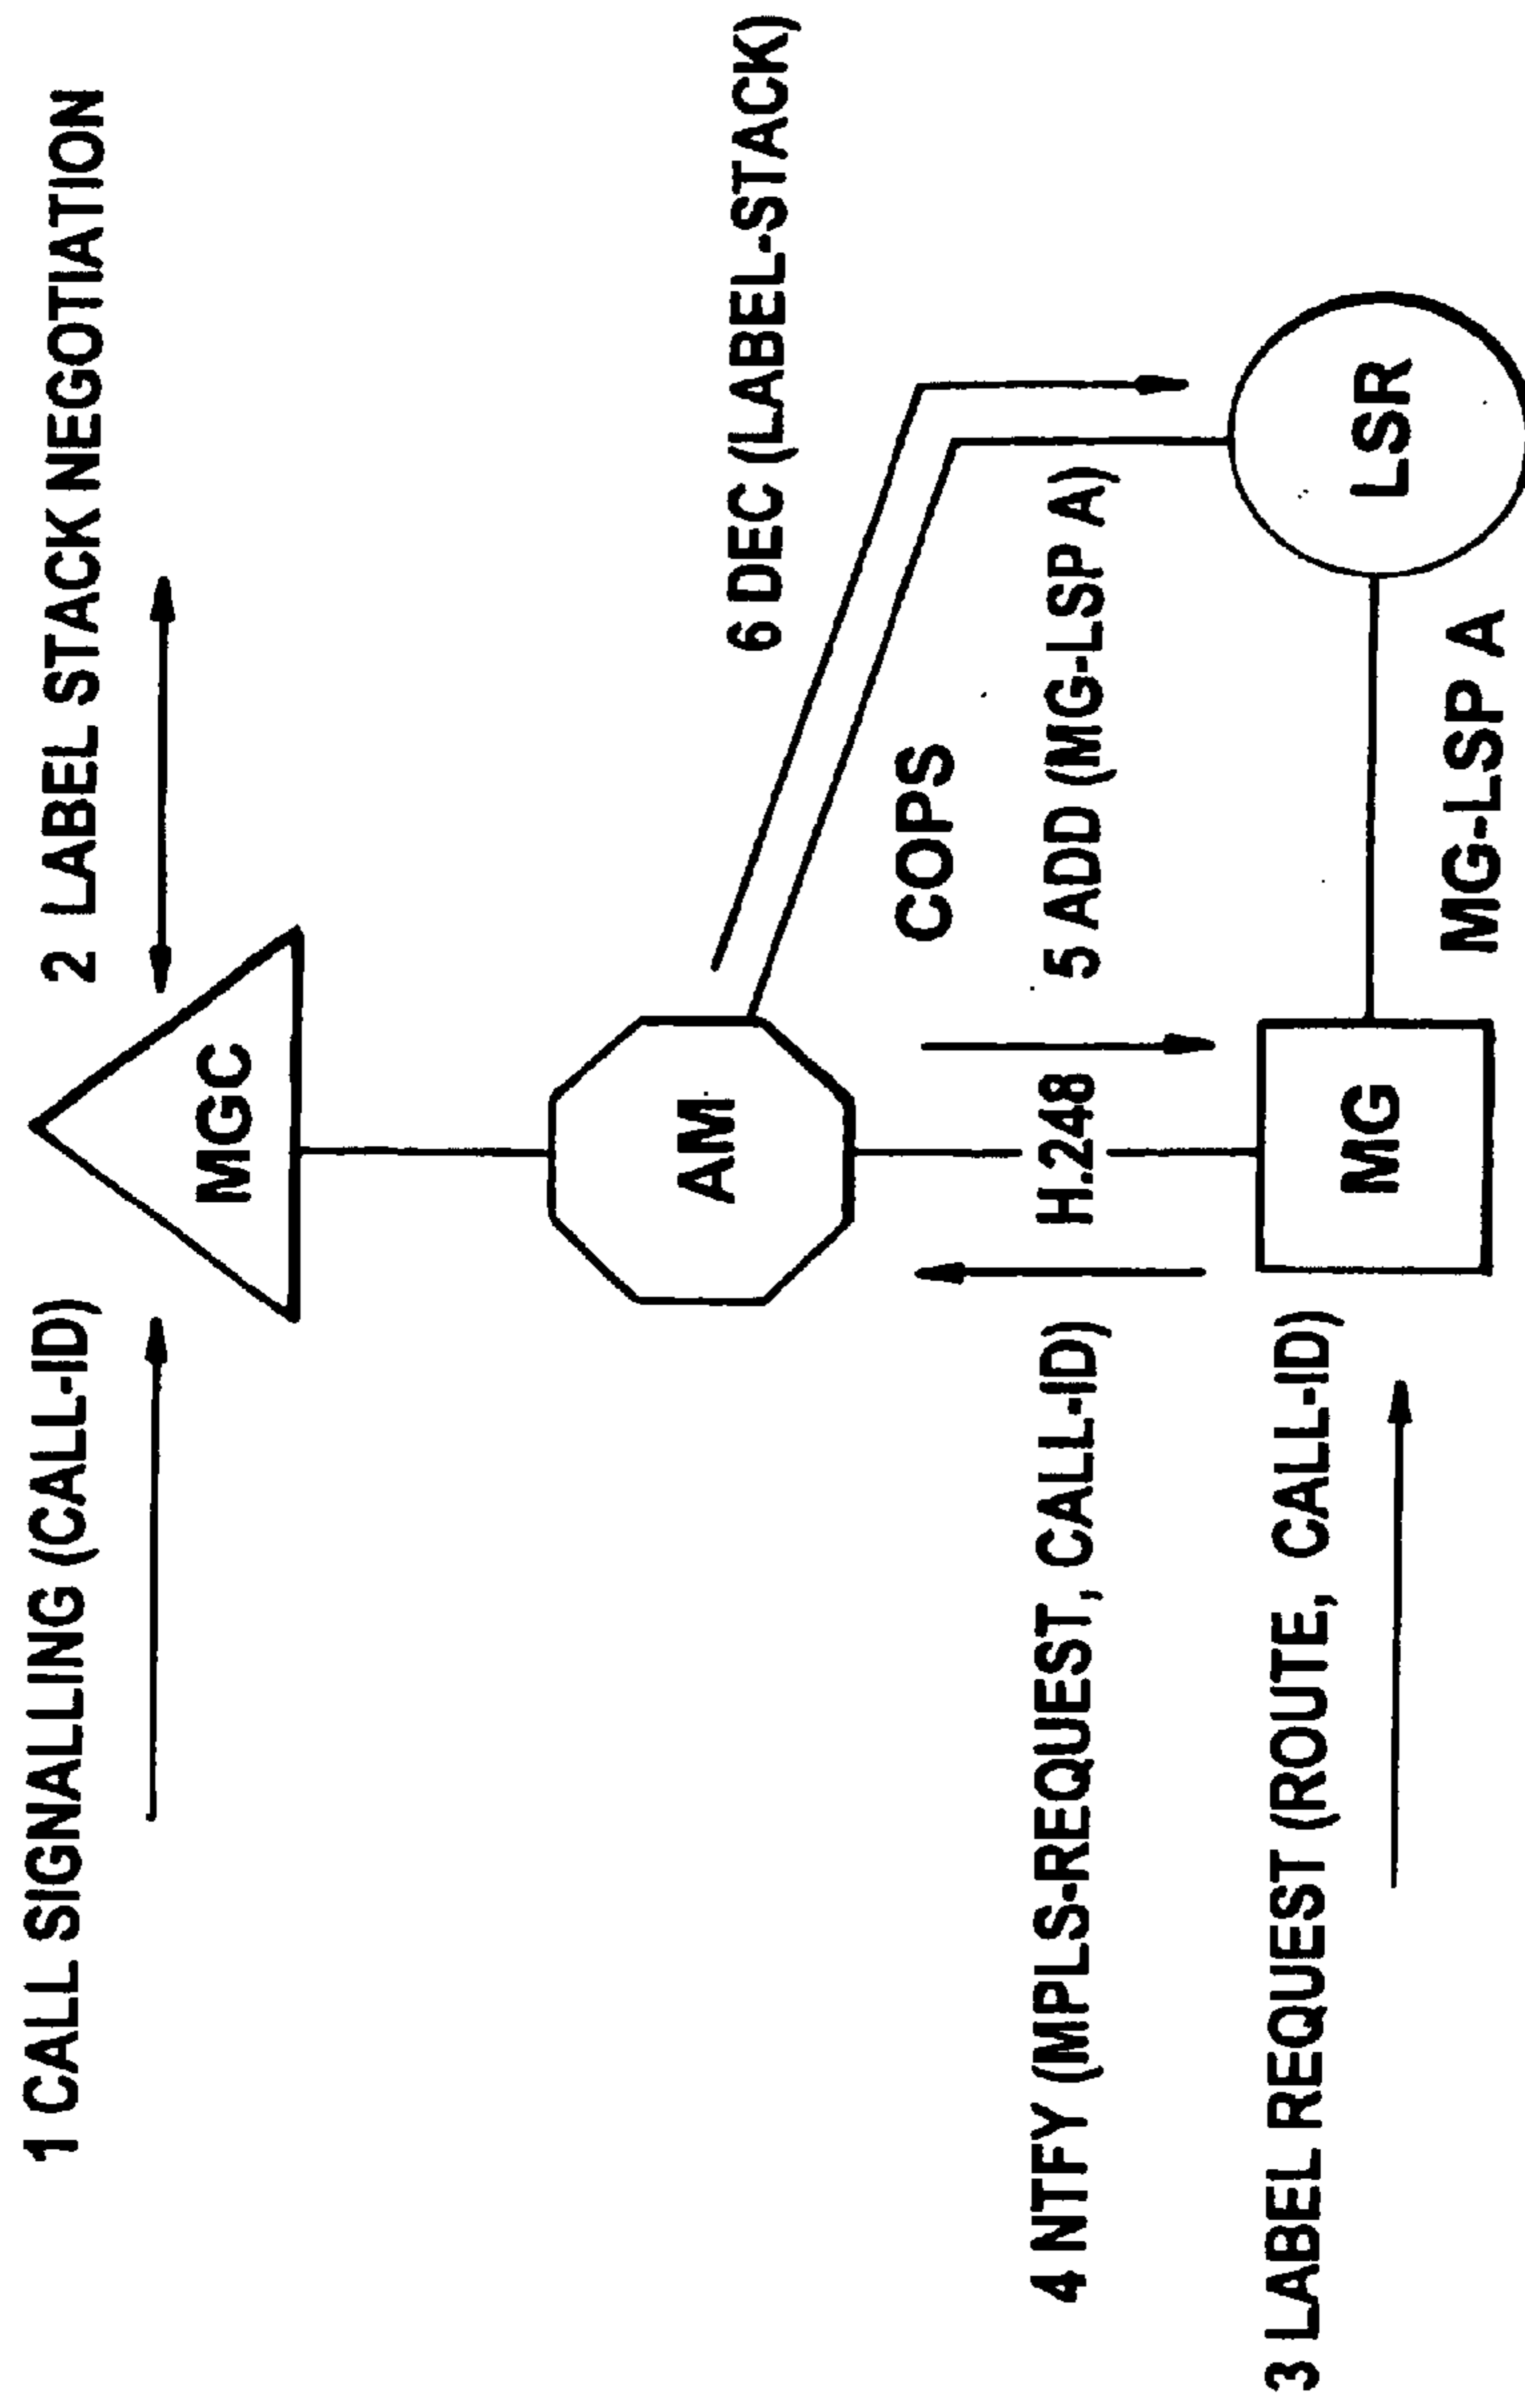 1 CALL SIGNALLING (CALL-ID)
2 LABEL STACK NEGOTIATION
MGC
6 DEC (LABEL-STACK)
AM
COPS
4 NTFY (MPLS-REQUEST, CALL-ID)
H.248
5 ADD (MG-LSP A)
3 LABEL REQUEST (ROUTE, CALL-ID)
MG
LSR
MG-LSP A